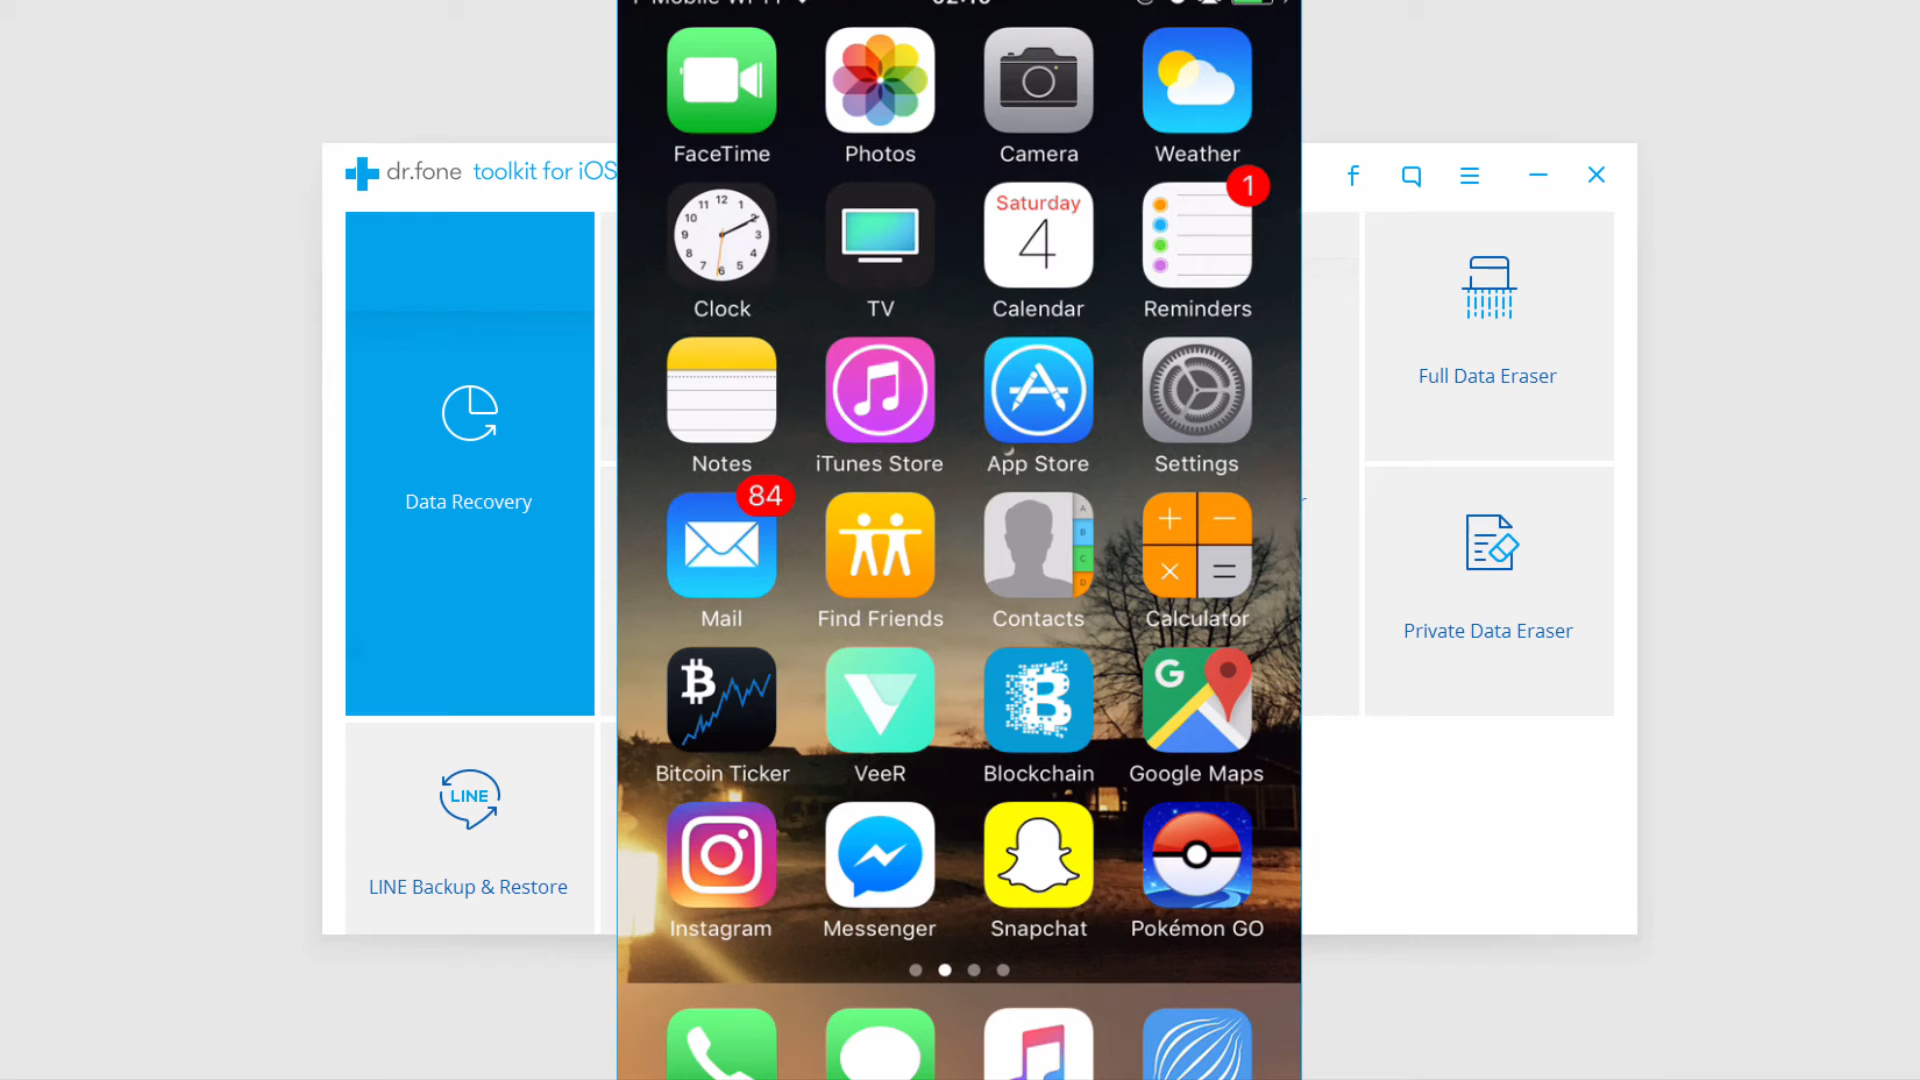 FaceTime Photos Camera Weather
dr.fone toolkit for iOS
Saturday
4
1
Clock TV Calendar Reminders
Notes iTunes Store App Store Settings
Full Data Eraser
Data Recovery
84
Mail Find Friends Contacts Calculator
Private Data Eraser
Bitcoin Ticker VeeR Blockchain Google Maps
LINE
LINE Backup & Restore
Instagram Messenger Snapchat Pokémon GO